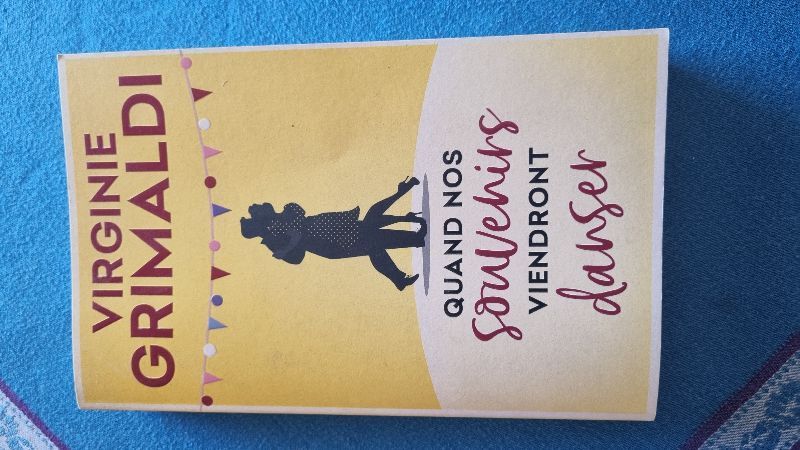 VIRGINIE
GRIMALDI
QUAND NOS
souvenirs
VIENDRONT
danser